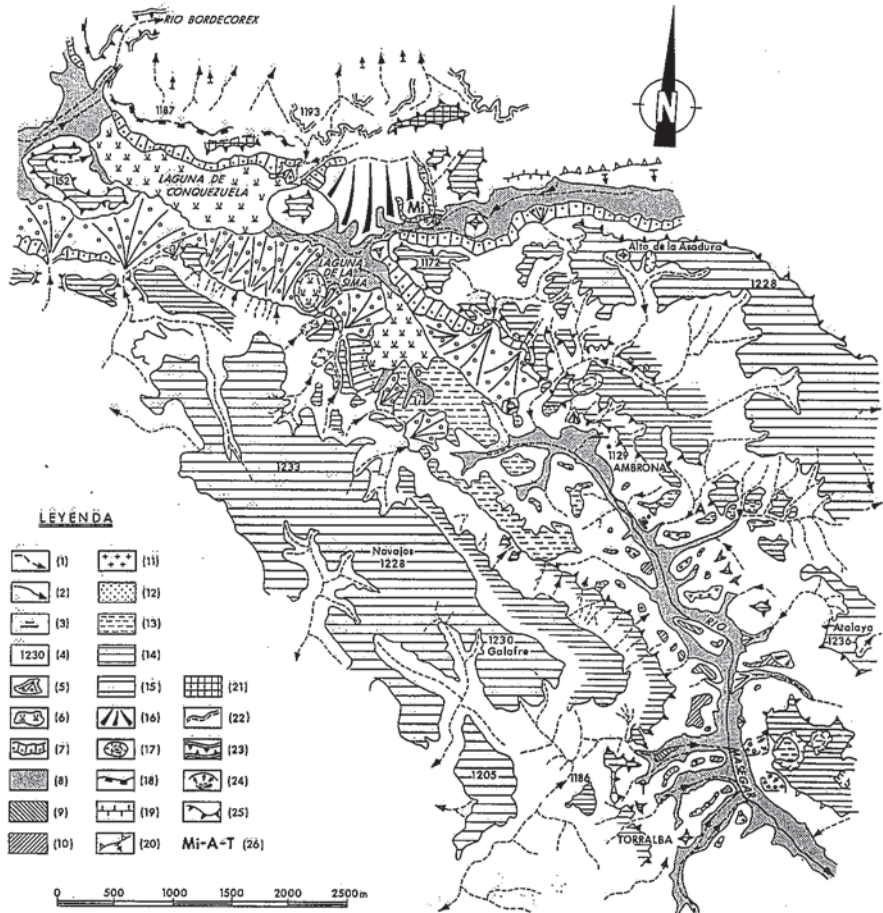 RIO BORDECOREX
1187
1193
N
1152
LAGUNA DE
CONQUEZUELA
Mi
LAGUNA
DE LA
SIMA
1172
Alto de la Asadura
1228
1233
1129
AMBRONA
A
Navajos
1228
RIO
Atalaya
1236
1230
Galafre
MASEGAR
1205
1186
TORRALBA
LEYENDA
(1) (11)
(2) (12)
(3) (13)
1230 (4) (14)
(5) (15) (21)
(6) (16) (22)
(7) (17) (23)
(8) (18) (24)
(9) (19) (25)
(10) (20) Mi-A-T (26)
0 500 1000 1500 2000 2500m